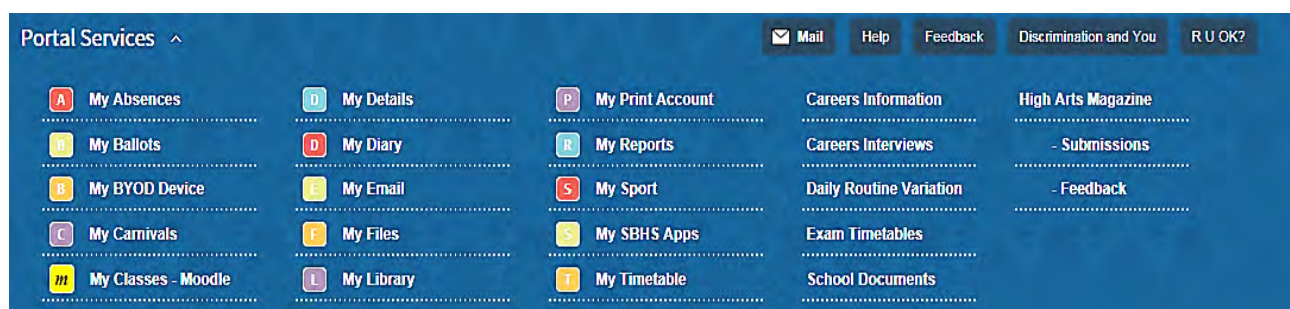 Portal Services
Mail Help Feedback Discrimination and You R U OK?
A My Absences D My Details P My Print Account Careers Information High Arts Magazine
B My Ballots D My Diary R My Reports Careers Interviews - Submissions
B My BYOD Device E My Email S My Sport Daily Routine Variation - Feedback
C My Carnivals F My Files S My SBHS Apps Exam Timetables
m My Classes - Moodle L My Library T My Timetable School Documents